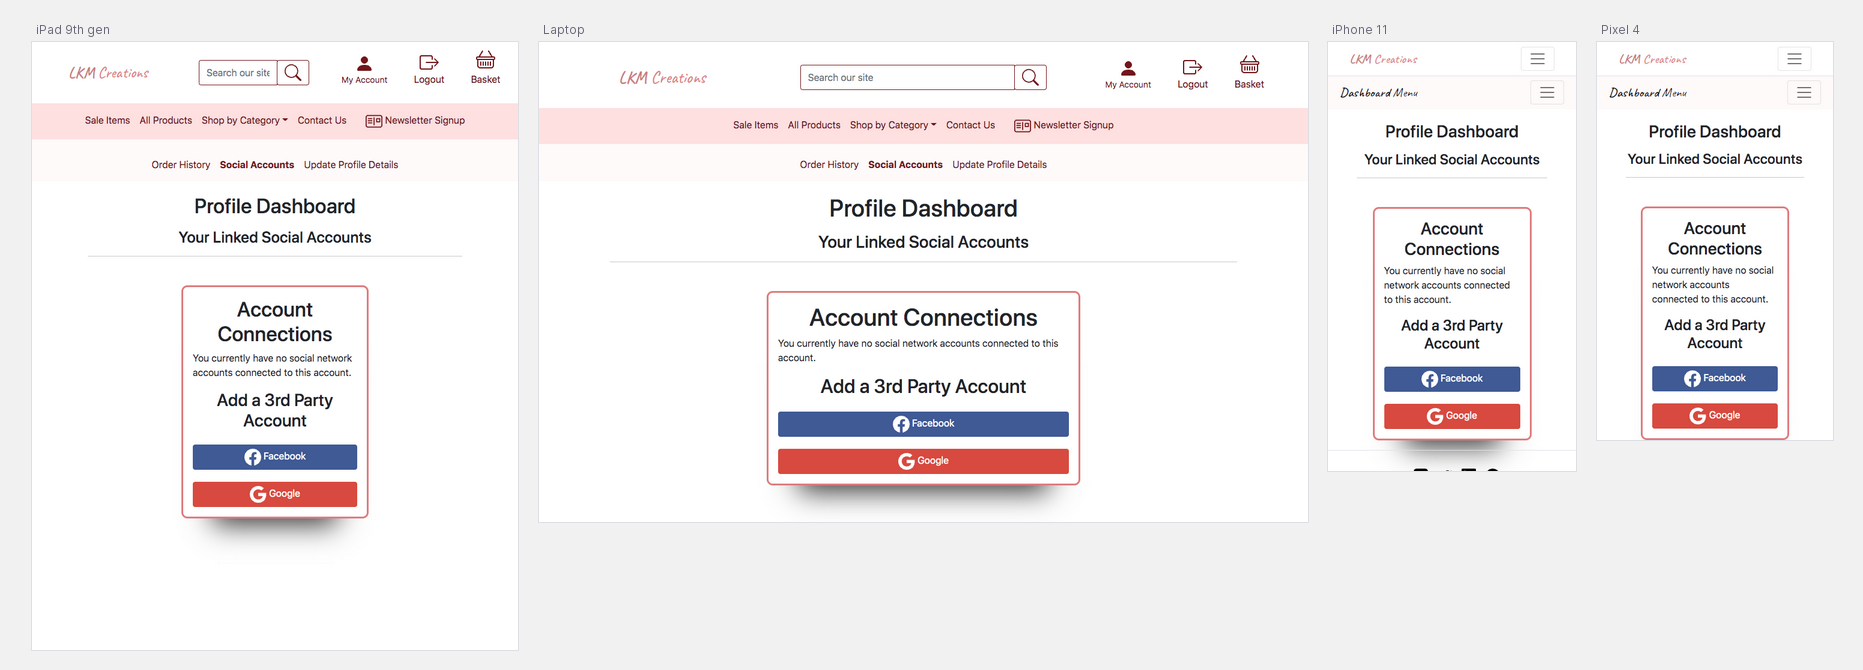 iPad 9th gen
LKM Creations
Search our site
My Account
Logout
Basket
Sale Items All Products Shop by Category Contact Us Newsletter Signup
Order History Social Accounts Update Profile Details
Profile Dashboard
Your Linked Social Accounts
Account
Connections
You currently have no social network
accounts connected to this account.
Add a 3rd Party
Account
Facebook
Google
Laptop
LKM Creations
Search our site
My Account
Logout
Basket
Sale Items All Products Shop by Category Contact Us Newsletter Signup
Order History Social Accounts Update Profile Details
Profile Dashboard
Your Linked Social Accounts
Account Connections
You currently have no social network accounts connected to this
account.
Add a 3rd Party Account
Facebook
Google
iPhone 11
LKM Creations
Dashboard Menu
Profile Dashboard
Your Linked Social Accounts
Account
Connections
You currently have no social
network accounts connected
to this account.
Add a 3rd Party
Account
Facebook
Google
Pixel 4
LKM Creations
Dashboard Menu
Profile Dashboard
Your Linked Social Accounts
Account
Connections
You currently have no social
network accounts
connected to this account.
Add a 3rd Party
Account
Facebook
Google